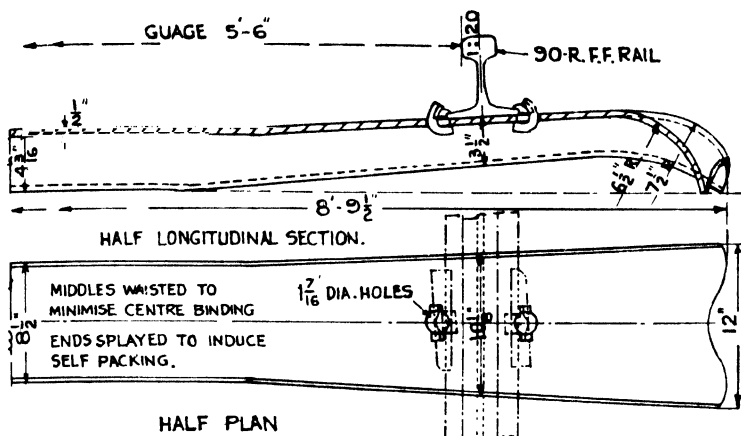 GUAGE 5'-6"
1:20
90-R.F.F. RAIL
1/2"
4 3/16"
3 1/2"
6 1/2" R
7 1/2" R
8'-9 1/2"
HALF LONGITUDINAL SECTION.
MIDDLES WAISTED TO
MINIMISE CENTRE BINDING
ENDS SPLAYED TO INDUCE
SELF PACKING.
1 7/16' DIA. HOLES
8 1/2"
12"
HALF PLAN